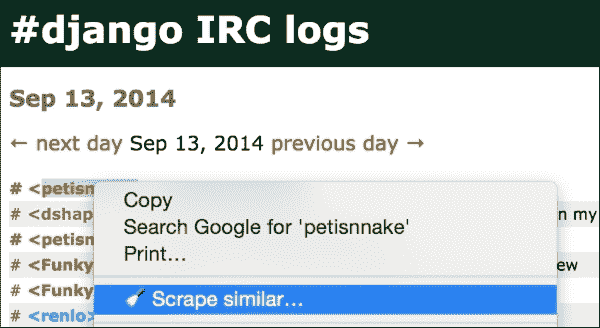 #django IRC logs
Sep 13, 2014
← next day Sep 13, 2014 previous day →
# <petisn
Copy
# <dshap
n my
Search Google for 'petisnnake'
# <petisn
Print…
# <Funky
ew
# <Funky
Scrape similar…
# <renlo>